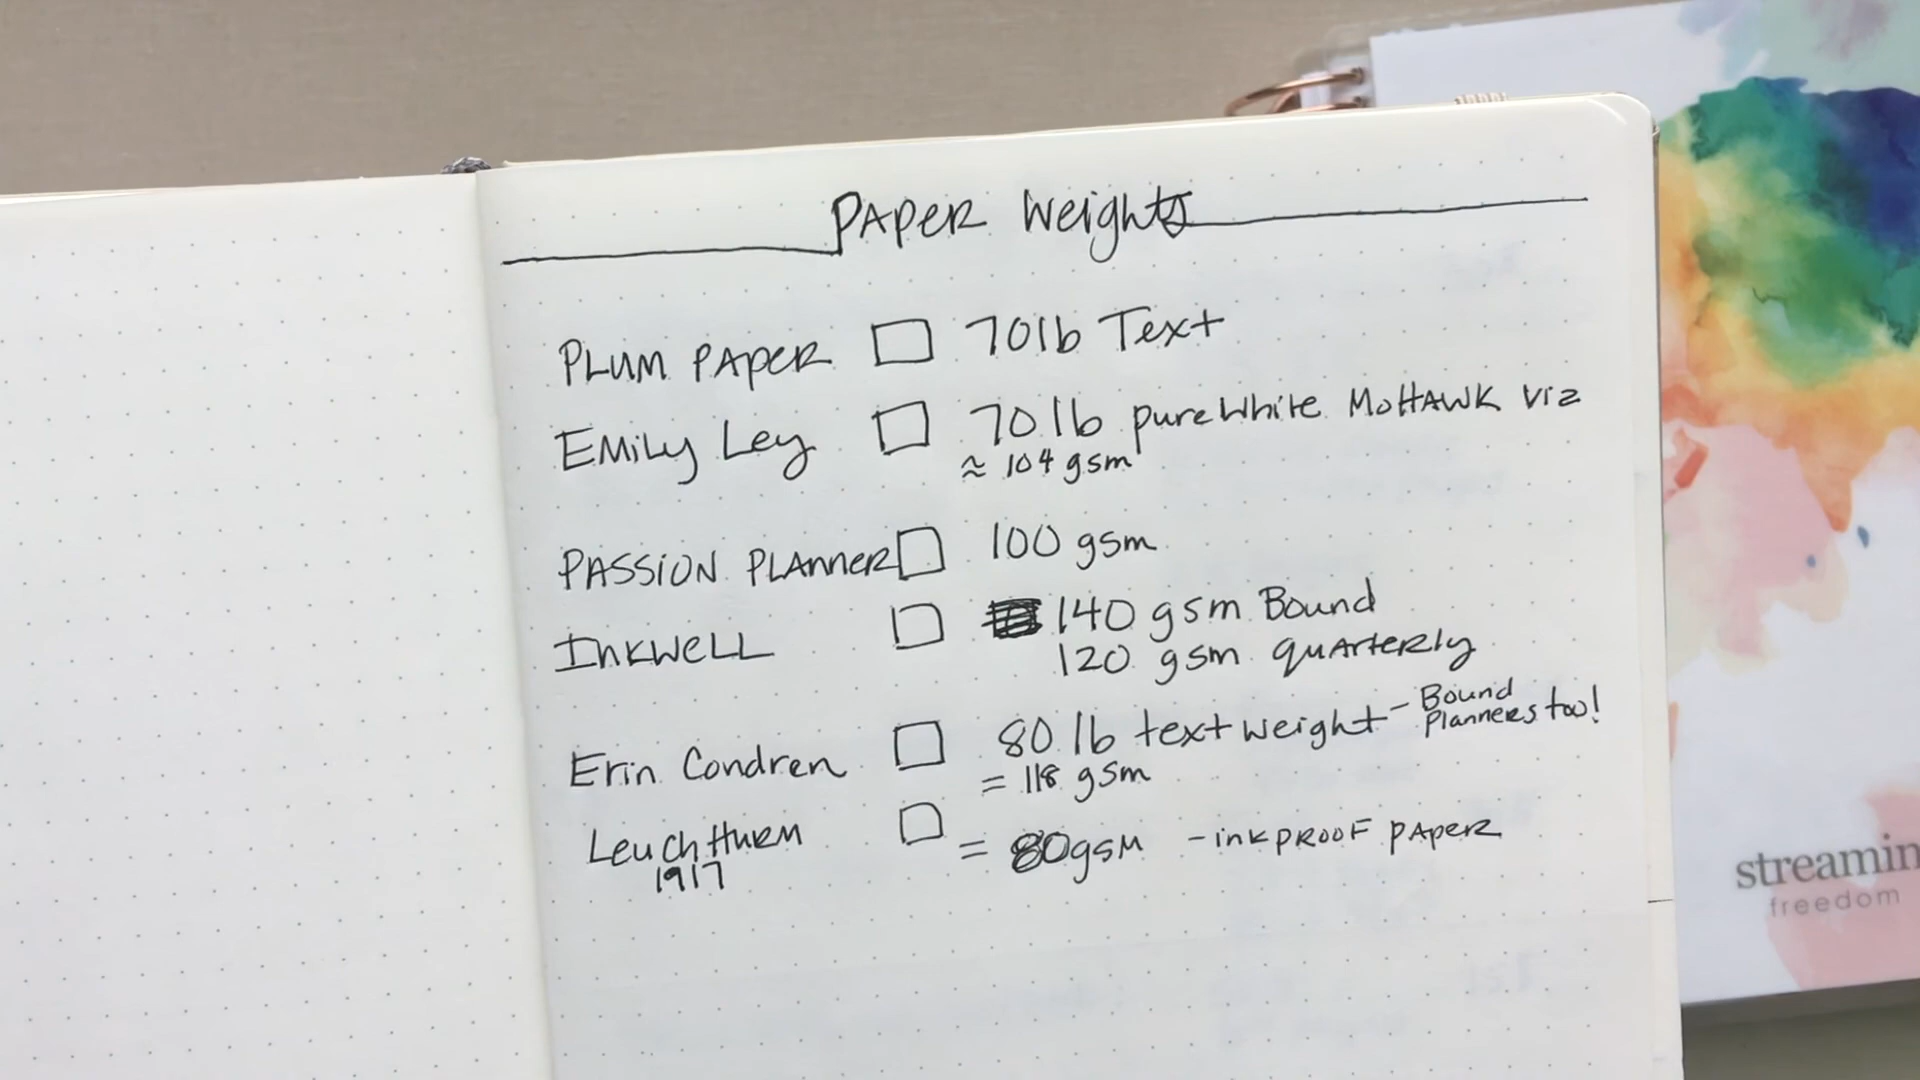 PAPER Weights
PLUM PAPER 70lb Text
EMiLy Ley 70 lb pure White MOHAWK Viz
≈ 104 gsm
PASSION PLAnneR 100 gsm
InkWeLL 140 gsm Bound
120 gsm quARteRly
Erin Condren 80 lb text weight - Bound Planners too!
= 118 gsm
LeuchttuRM 1917 = 80gsm - inkPROOF PAPeR
streamin
freedom